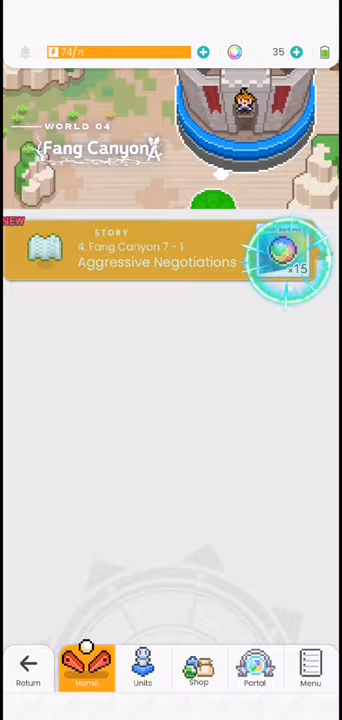 74/71
35
WORLD 04
Fang Canyon
NEW
STORY
4: Fang Canyon 7 - 1
Aggressive Negotiations
×15
Return
Home
Units
Shop
Portal
Menu